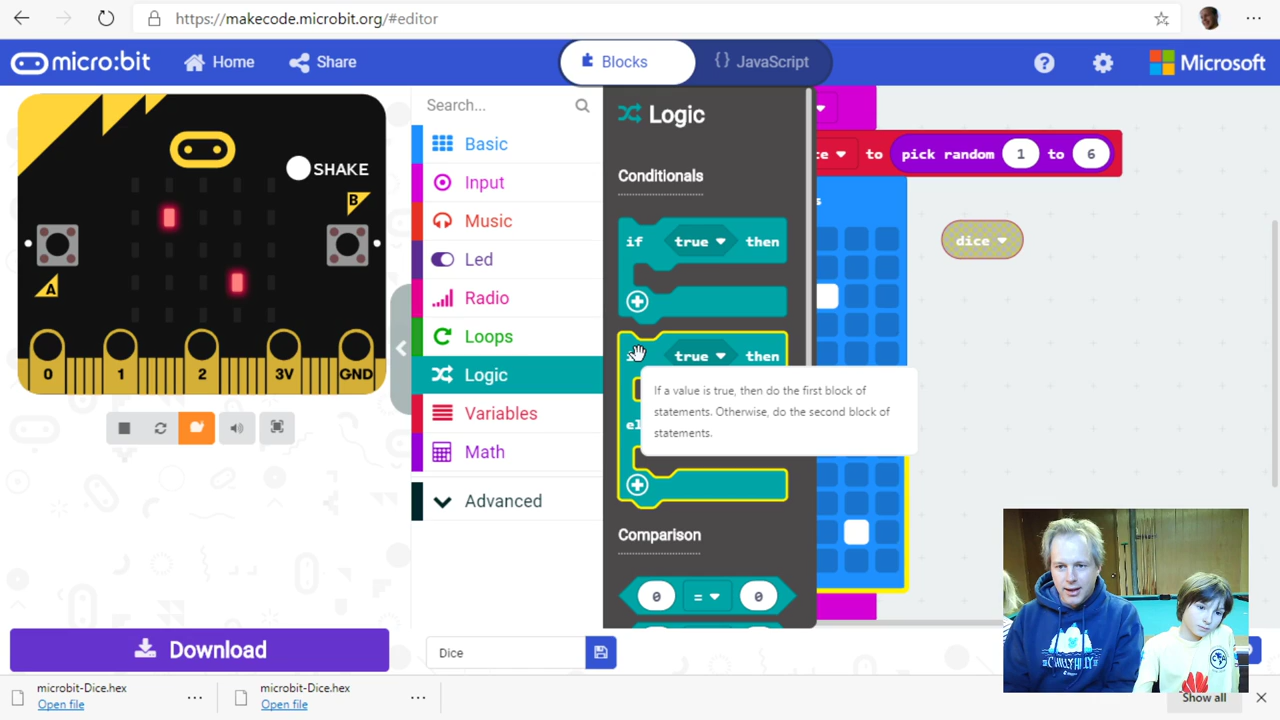 https://makecode.microbit.org/#editor
micro:bit
Home
Share
Blocks
{ } JavaScript
Microsoft
SHAKE
B
A
0 1 2 3V GND
Search...
Basic
Input
Music
Led
Radio
Loops
Logic
Variables
Math
Advanced
Logic
Conditionals
if true then
true then
If a value is true, then do the first block of
statements. Otherwise, do the second block of
statements.
Comparison
0 = 0
to pick random 1 to 6
dice
Download
Dice
microbit-Dice.hex
Open file
microbit-Dice.hex
Open file
Show all